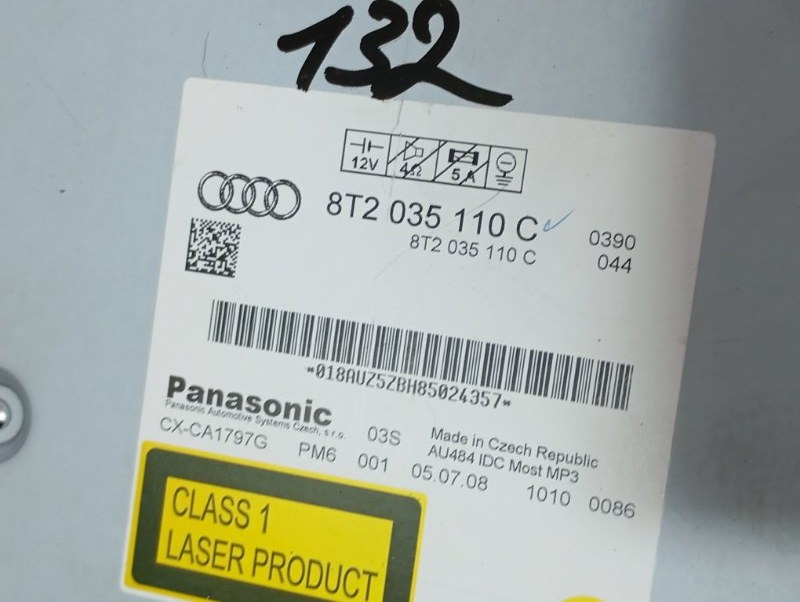 132
12V 4Ω 5A
8T2 035 110 C 0390
8T2 035 110 C 044
*018AUZ5ZBH85024357*
Panasonic
Panasonic Automotive Systems Czech, s.r.o.
CX-CA1797G 03S Made in Czech Republic
AU484 IDC Most MP3
PM6 001 05.07.08 1010 0086
CLASS 1
LASER PRODUCT